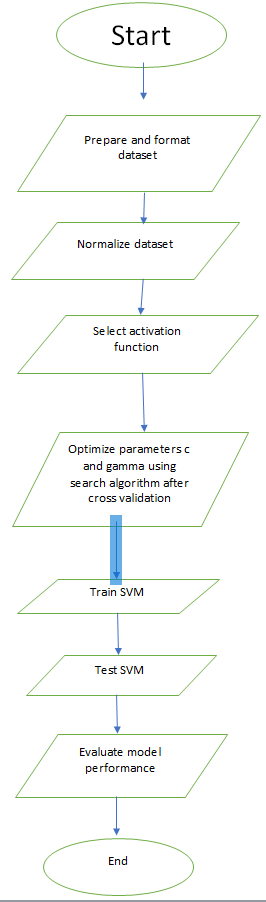 Start
Prepare and format
dataset
Normalize dataset
Select activation
function
Optimize parameters c
and gamma using
search algorithm after
cross validation
Train SVM
Test SVM
Evaluate model
performance
End